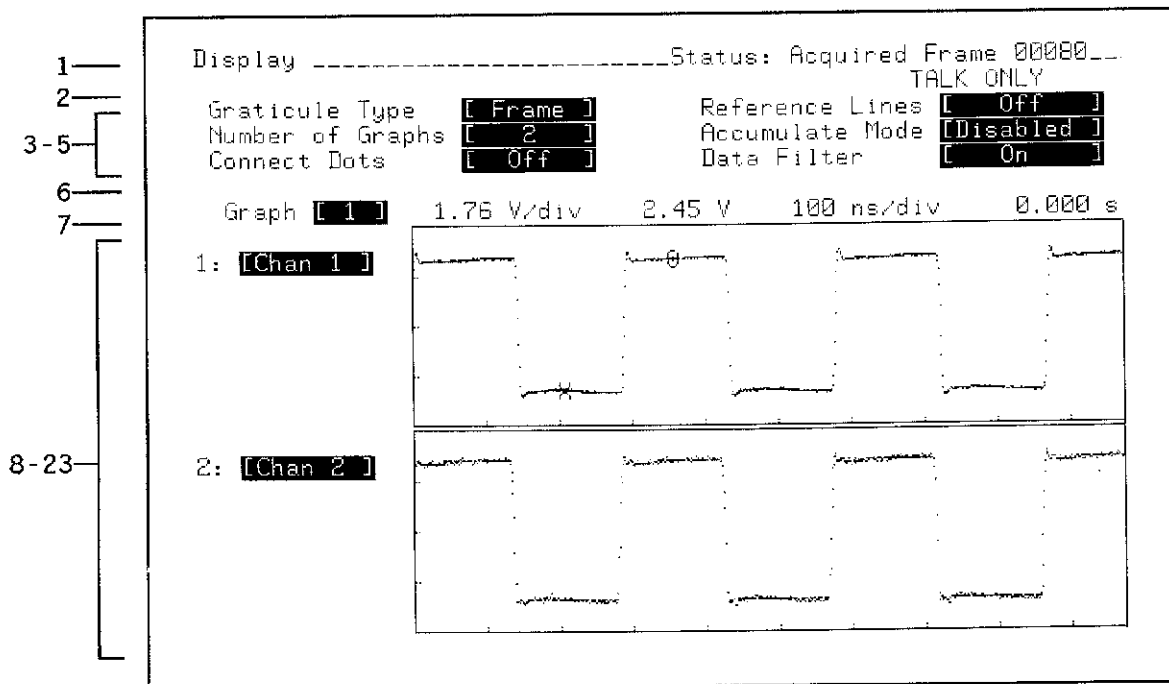 1
2
3-5
6
7
8-23
Display _________________________Status: Acquired Frame 00080___
TALK ONLY
Graticule Type [ Frame ] Reference Lines [ Off ]
Number of Graphs [ 2 ] Accumulate Mode [Disabled ]
Connect Dots [ Off ] Data Filter [ On ]
Graph [ 1 ] 1.76 V/div 2.45 V 100 ns/div 0.000 s
1: [Chan 1 ]
2: [Chan 2 ]